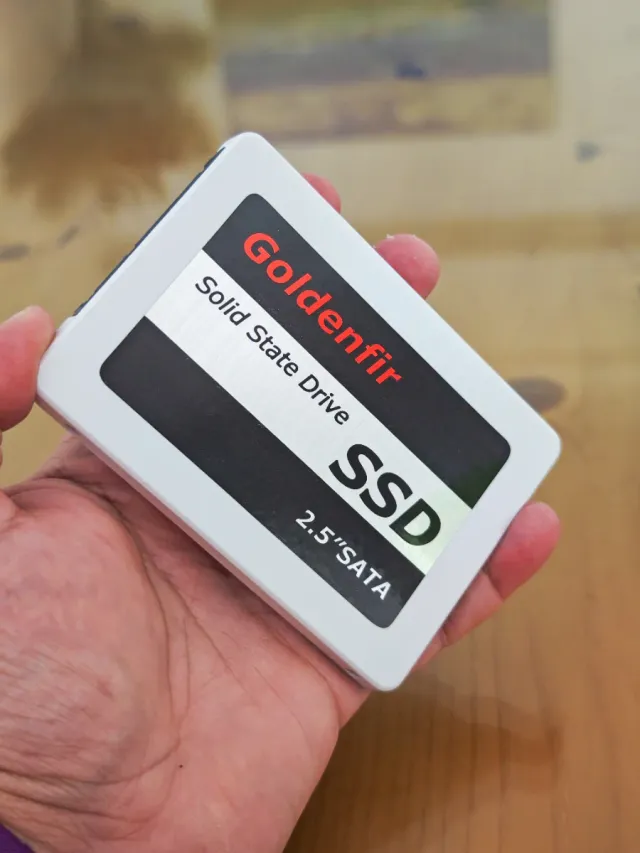 Goldenfir
Solid State Drive
SSD
2.5"SATA